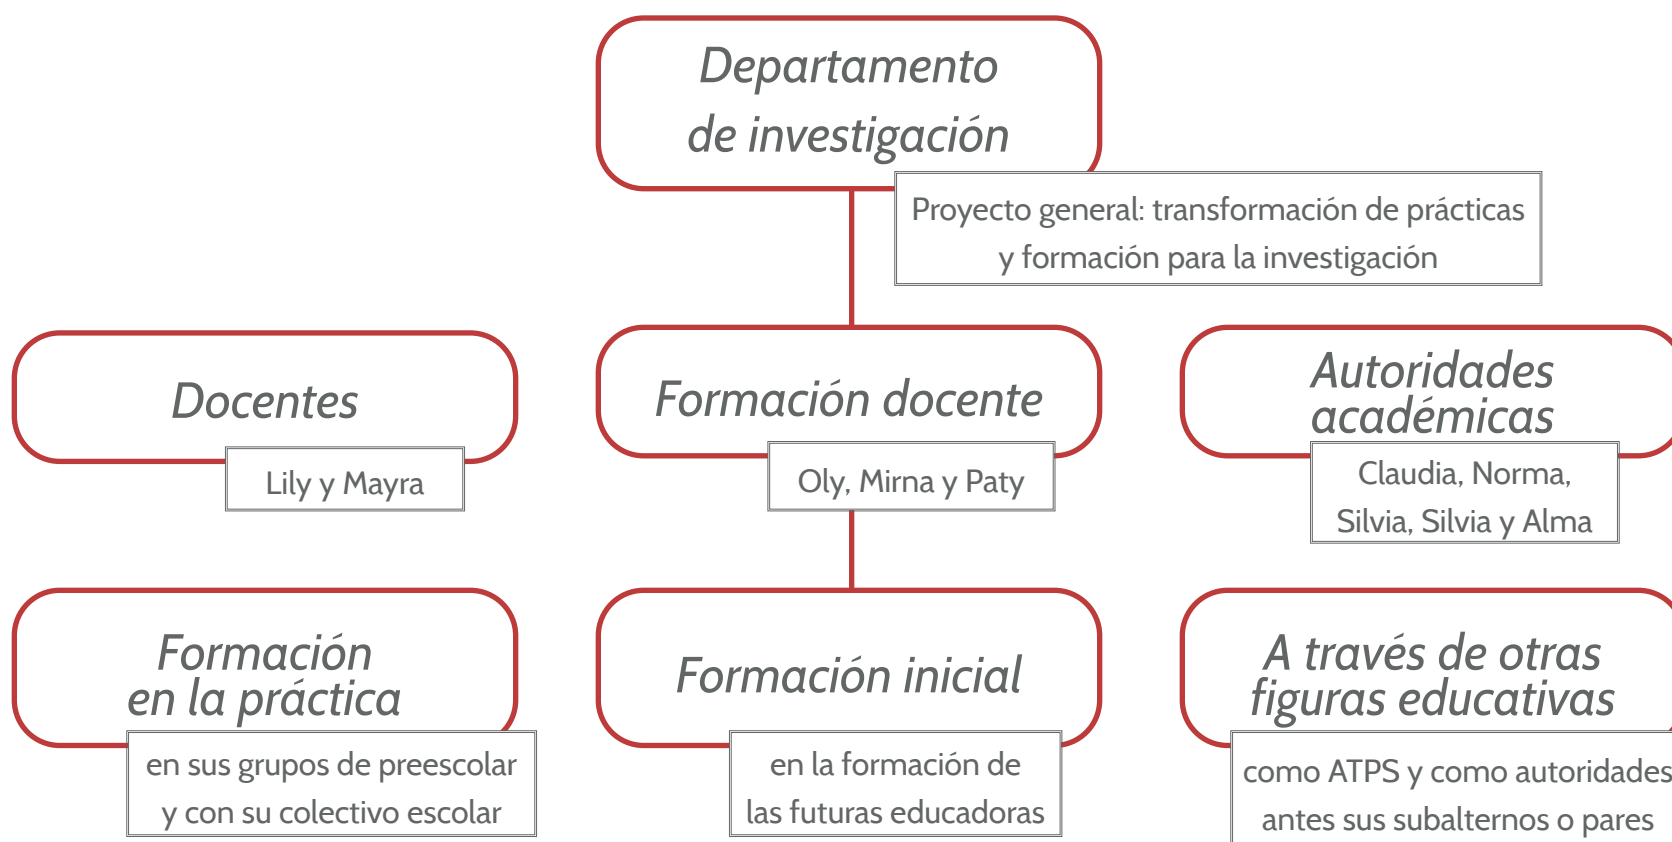 Departamento
de investigación
Proyecto general: transformación de prácticas
y formación para la investigación
Docentes
Lily y Mayra
Formación docente
Oly, Mirna y Paty
Autoridades
académicas
Claudia, Norma,
Silvia, Silvia y Alma
Formación
en la práctica
en sus grupos de preescolar
y con su colectivo escolar
Formación inicial
en la formación de
las futuras educadoras
A través de otras
figuras educativas
como ATPS y como autoridades
antes sus subalternos o pares